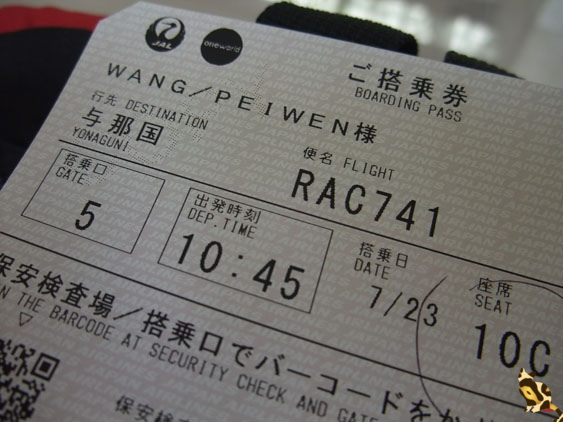 JAL
oneworld
ご搭乗券
BOARDING PASS
WANG/PEIWEN様
行先 DESTINATION
与那国
YONAGUNI
便名 FLIGHT
RAC741
搭乗口
GATE
5
出発時刻
DEP.TIME
10:45
搭乗日
DATE
7/23
座席
SEAT
10C
保安検査場/搭乗口でバーコードを
THE BARCODE AT SECURITY CHECK AND GATE
保安検